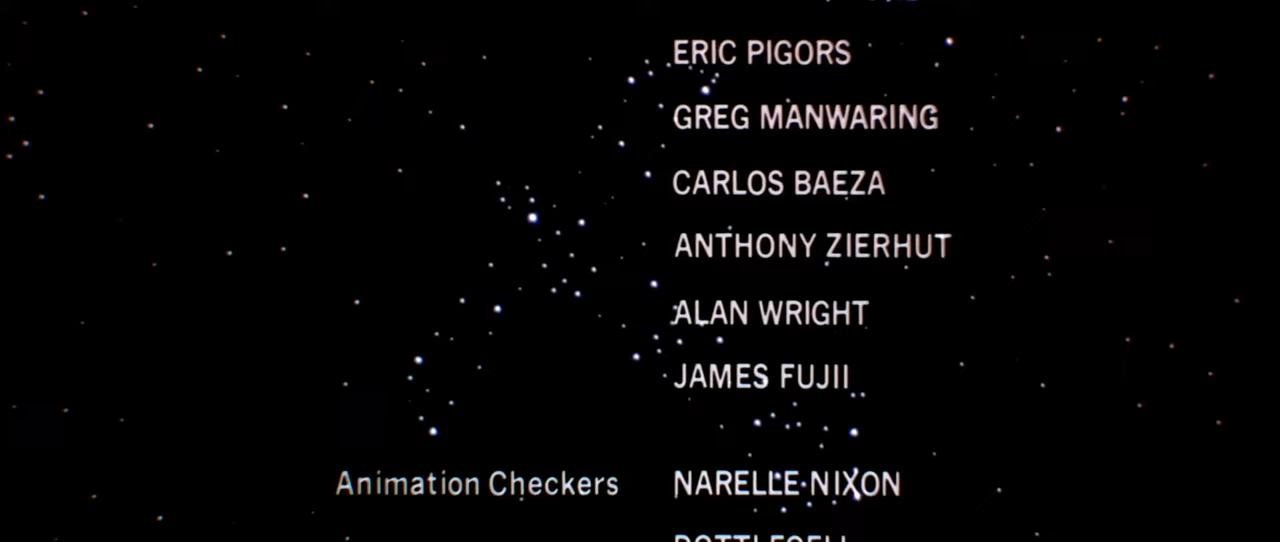 ERIC PIGORS
GREG MANWARING
CARLOS BAEZA
ANTHONY ZIERHUT
ALAN WRIGHT
JAMES FUJII
Animation Checkers NARELLE NIXON